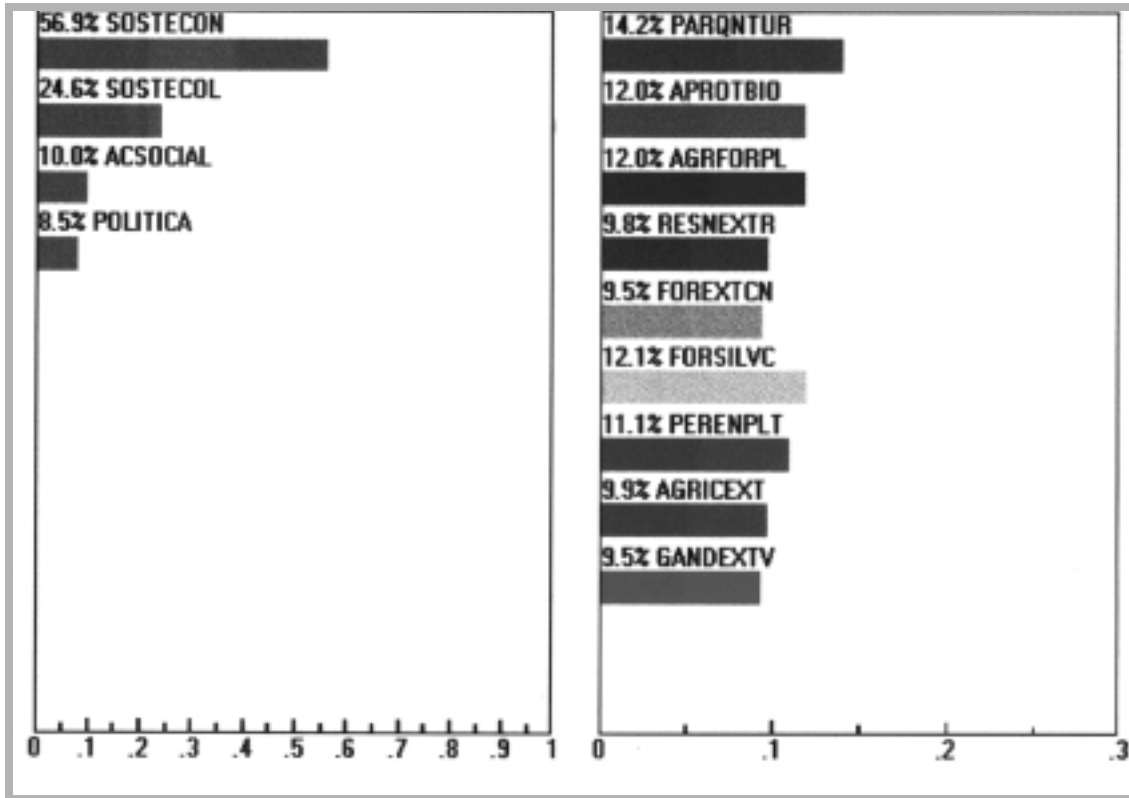 56.9% SOSTECON
24.6% SOSTECOL
10.0% ACSOCIAL
8.5% POLITICA
0 .1 .2 .3 .4 .5 .6 .7 .8 .9 1
14.2% PARQNTUR
12.0% APROTBIO
12.0% AGRFORPL
9.8% RESNEXTR
9.5% FOREXTCN
12.1% FORSILVC
11.1% PERENPLT
9.9% AGRICEXT
9.5% GANDEXTV
0 .1 .2 .3